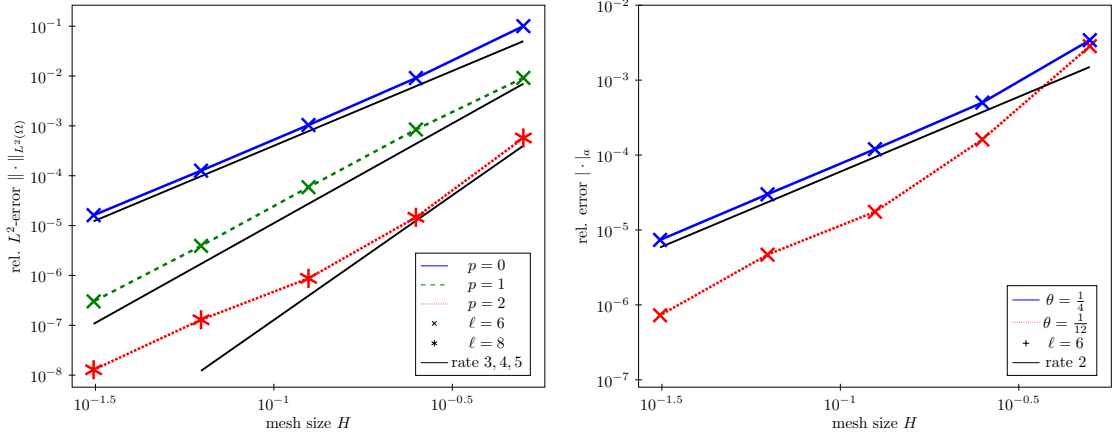 10^{-1}
10^{-2}
10^{-3}
10^{-4}
10^{-5}
10^{-6}
10^{-7}
10^{-8}
rel. L^2-error ‖ · ‖_{L^2(Ω)}
p = 0
p = 1
p = 2
ℓ = 6
ℓ = 8
rate 3, 4, 5
10^{-1.5}
10^{-1}
10^{-0.5}
mesh size H
10^{-2}
10^{-3}
10^{-4}
10^{-5}
10^{-6}
10^{-7}
rel. error | · |_a
θ = 1/4
θ = 1/12
ℓ = 6
rate 2
10^{-1.5}
10^{-1}
10^{-0.5}
mesh size H